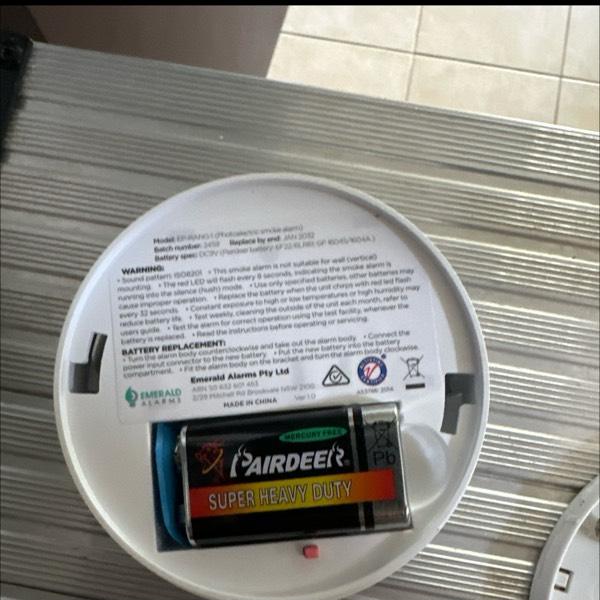 Model: EP-RANG-1 (Photoelectric smoke alarm)
Batch number: 2459 Replace by end: JAN 2032
Battery spec: DC9V (Pairdeer battery: 6F22/6LR61; GP 1604S/1604A)
WARNING:
• Sound pattern: ISO8201 • This smoke alarm is not suitable for wall (vertical)
mounting. • The red LED will flash every 8 seconds, indicating the smoke alarm is
running into the silence (hush) mode. • Use only specified batteries, other batteries may
cause improper operation. • Replace the battery when the unit chirps with red led flash
every 32 seconds. • Constant exposure to high or low temperatures or high humidity may
reduce battery life. • Test weekly, cleaning the outside of the unit each month, refer to
users guide. • Test the alarm for correct operation using the test facility, whenever the
battery is replaced. • Read the instructions before operating or servicing.
BATTERY REPLACEMENT:
• Turn the alarm body counterclockwise and take out the alarm body. • Connect the
power input connector to the new battery. • Put the new battery into the battery
compartment. • Fit the alarm body on the bracket and turn the alarm body clockwise.
EMERALD
ALARMS
Emerald Alarms Pty Ltd
ABN 50 632 601 453
2/29 Mitchell Rd Brookvale NSW 2100
MADE IN CHINA Ver 1.0
AS3786: 2014
MERCURY FREE
PAIRDEER
SUPER HEAVY DUTY
Pb